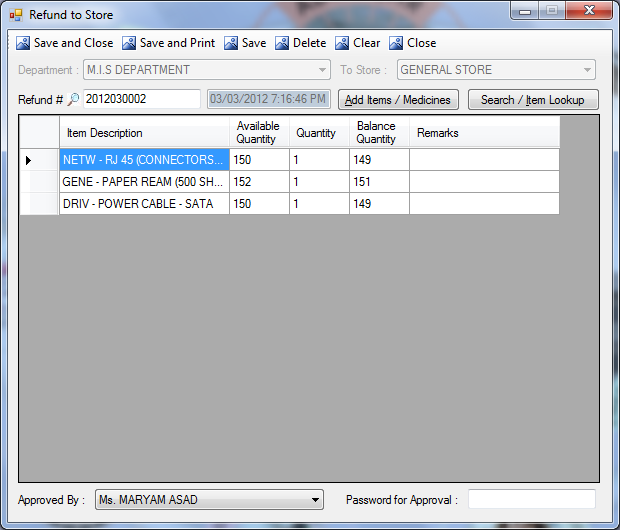 Refund to Store
Save and Close Save and Print Save Delete Clear Close
Department : M.I.S DEPARTMENT To Store : GENERAL STORE
Refund # 2012030002 03/03/2012 7:16:46 PM Add Items / Medicines Search / Item Lookup
Item Description Available Quantity Quantity Balance Quantity Remarks
NETW - RJ 45 (CONNECTORS... 150 1 149
GENE - PAPER REAM (500 SH... 152 1 151
DRIV - POWER CABLE - SATA 150 1 149
Approved By : Ms. MARYAM ASAD Password for Approval :